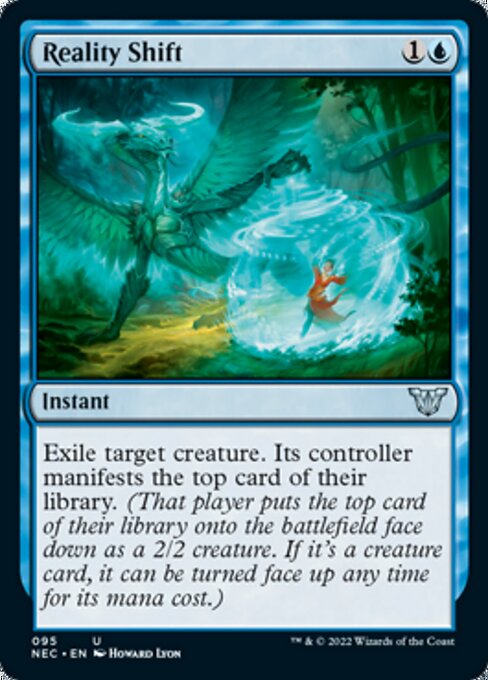 Reality Shift 1
Instant
Exile target creature. Its controller
manifests the top card of their
library. (That player puts the top card
of their library onto the battlefield face
down as a 2/2 creature. If it's a creature
card, it can be turned face up any time
for its mana cost.)
095 U
NEC • EN Howard Lyon
™ & © 2022 Wizards of the Coast